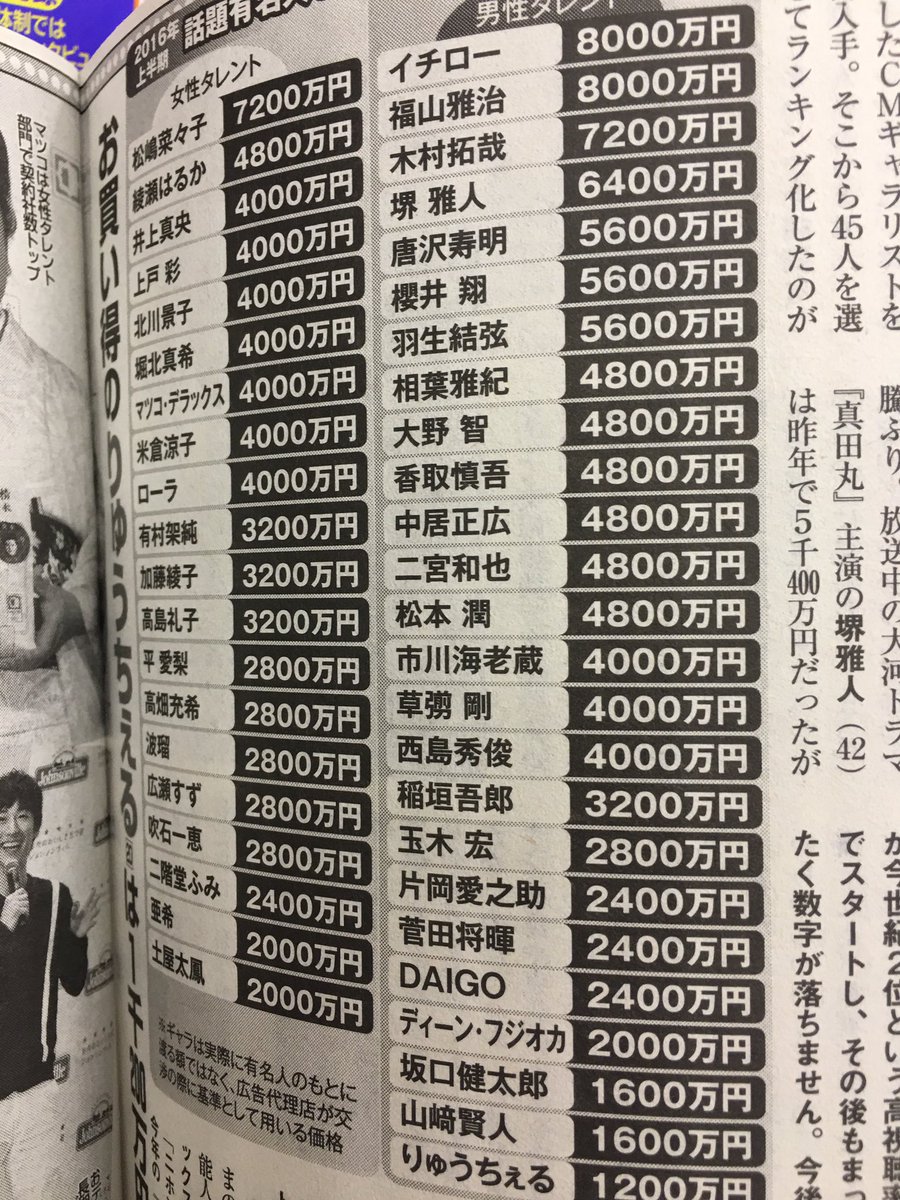 したCMギャラリストを
入手。そこから45人を選
てランキング化したのが
騰ぶり。放送中の大河ドラマ
『真田丸』主演の堺雅人(42)
は昨年で5千400万円だったが
が今世紀2位という高視聴率
でスタートし、その後もま
たく数字が落ちません。今後
2016年
上半期
話題有名人
男性タレント
イチロー 8000万円
福山雅治 8000万円
木村拓哉 7200万円
堺 雅人 6400万円
唐沢寿明 5600万円
櫻井 翔 5600万円
羽生結弦 5600万円
相葉雅紀 4800万円
大野 智 4800万円
香取慎吾 4800万円
中居正広 4800万円
二宮和也 4800万円
松本 潤 4800万円
市川海老蔵 4000万円
草彅 剛 4000万円
西島秀俊 4000万円
稲垣吾郎 3200万円
玉木 宏 2800万円
片岡愛之助 2400万円
菅田将暉 2400万円
DAIGO 2400万円
ディーン・フジオカ 2000万円
坂口健太郎 1600万円
山﨑賢人 1600万円
りゅうちぇる 1200万円
女性タレント
松嶋菜々子 7200万円
綾瀬はるか 4800万円
井上真央 4000万円
上戸 彩 4000万円
北川景子 4000万円
堀北真希 4000万円
マツコ・デラックス 4000万円
米倉涼子 4000万円
ローラ 4000万円
有村架純 3200万円
加藤綾子 3200万円
高島礼子 3200万円
平 愛梨 2800万円
高畑充希 2800万円
波瑠 2800万円
広瀬すず 2800万円
吹石一恵 2800万円
二階堂ふみ 2400万円
亜希 2000万円
土屋太鳳 2000万円
※ギャラは実際に有名人のもとに
渡る額ではなく、広告代理店が交
渉の際に基準として用いる価格
お買い得のりゅうちぇるは1千200万円
マツコは女性タレント
部門で契約社数トップ
体制では
Johnsonville